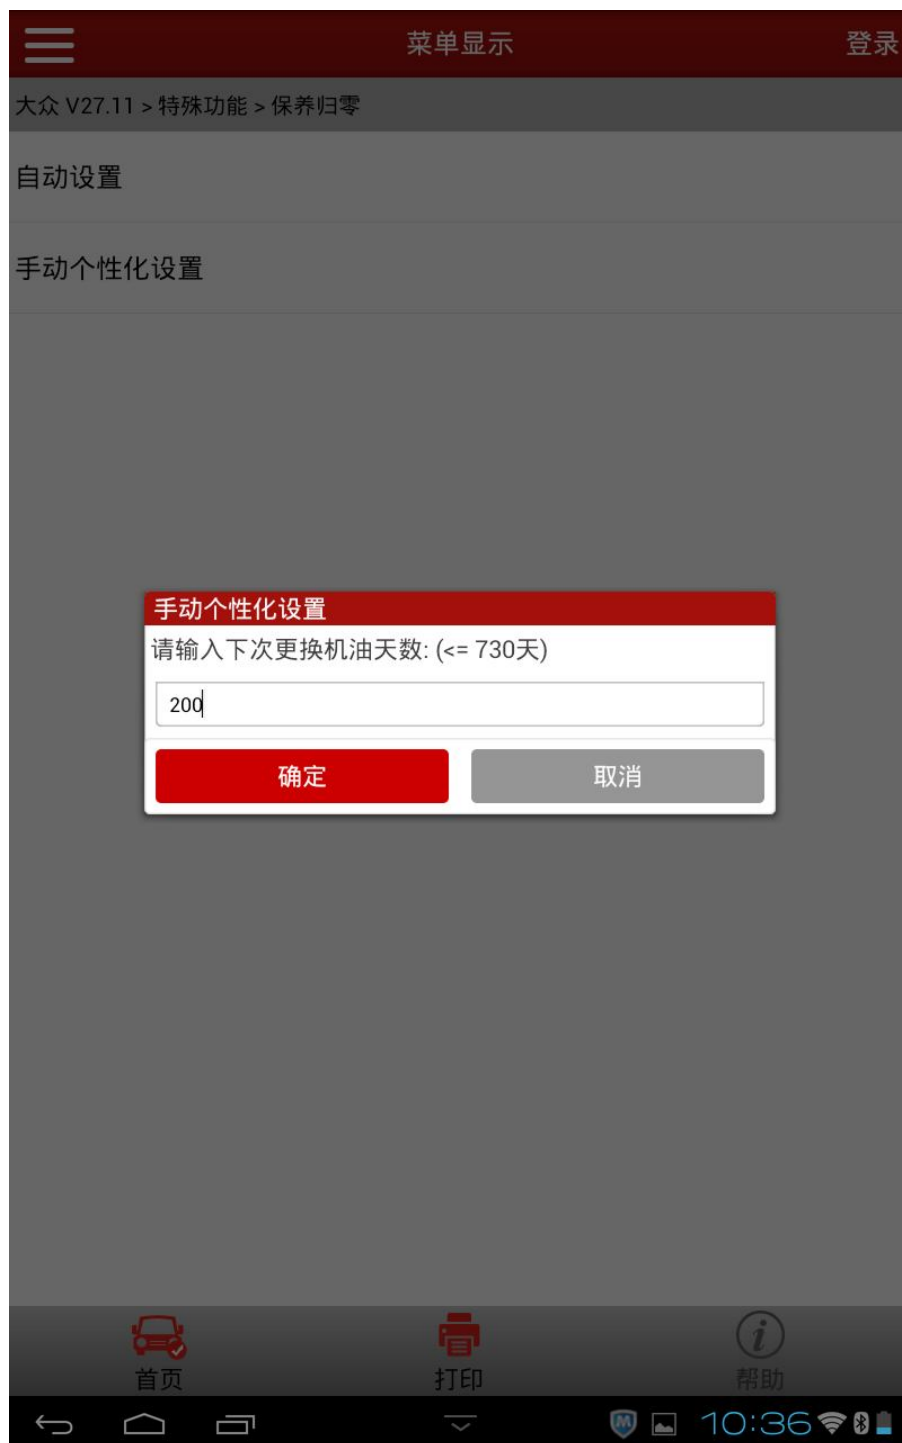 菜单显示
登录
大众 V27.11 > 特殊功能 > 保养归零
自动设置
手动个性化设置
手动个性化设置
请输入下次更换机油天数: (<= 730天)
200
确定
取消
首页
打印
i
帮助
M
10:36